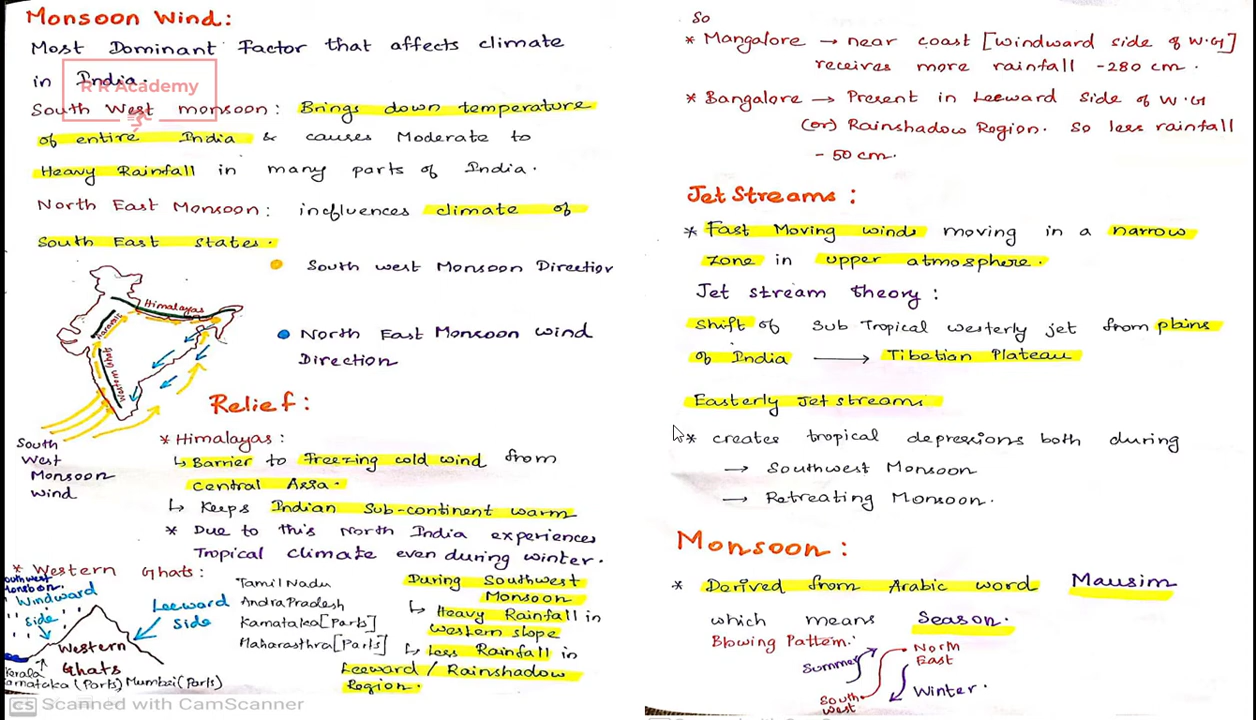 Monsoon Wind:
Most Dominant Factor that affects climate
in India.
R R Academy
South West monsoon: Brings down temperature
of entire India & causes Moderate to
Heavy Rainfall in many parts of India.
North East Monsoon: influences climate of
South East states.
South west Monsoon Direction
North East Monsoon wind
Direction
Himalayas
Aravalli
Western Ghats
South
West
Monsoon
wind
Relief:
* Himalayas:
↳ Barrier to Freezing cold wind from
central Asia.
↳ Keeps Indian Sub-continent warm
* Due to this North India experiences
Tropical climate even during winter.
* Western Ghats:
Southwest
Monsoon
Windward
side
Leeward
side
Western
Ghats
Kerala
Karnataka (Parts) Mumbai (Parts)
Tamil Nadu
Andra Pradesh
Karnataka [Parts]
Maharasthra [Parts]
During Southwest
Monsoon
↳ Heavy Rainfall in
western slope
↳ Less Rainfall in
Leeward / Rainshadow
Region.
CS Scanned with CamScanner
So
* Mangalore → near coast [windward side of W.G]
receives more rainfall -280 cm.
* Bangalore → Present in Leeward Side of W.G
(or) Rainshadow Region. So less rainfall
- 50 cm.
Jet Streams:
* Fast Moving winds moving in a narrow
zone in upper atmosphere.
Jet stream theory:
Shift of Sub Tropical westerly jet from plains
of India → Tibetian Plateau
Easterly Jet streams
* creates tropical depressions both during
→ Southwest Monsoon
→ Retreating Monsoon.
Monsoon:
* Derived from Arabic word Mausim
which means Season.
Blowing Pattern:
Summer
North
East
South
west
Winter.